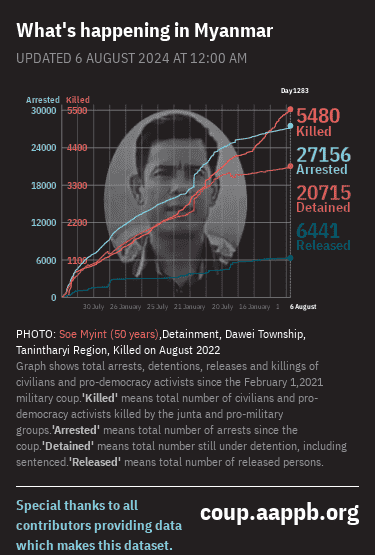 What's happening in Myanmar
UPDATED 6 AUGUST 2024 AT 12:00 AM
Day1283
Arrested Killed
30000 5500
24000 4400
18000 3300
12000 2200
6000 1100
0
5480
Killed
27156
Arrested
20715
Detained
6441
Released
30 July 26 January 25 July 21 January 20 July 16 January 1 6 August
PHOTO: Soe Myint (50 years),Detainment, Dawei Township,
Tanintharyi Region, Killed on August 2022
Graph shows total arrests, detentions, releases and killings of
civilians and pro-democracy activists since the February 1,2021
military coup.'Killed' means total number of civilians and pro-
democracy activists killed by the junta and pro-military
groups.'Arrested' means total number of arrests since the
coup.'Detained' means total number still under detention, including
sentenced.'Released' means total number of released persons.
Special thanks to all
contributors providing data
which makes this dataset.
coup.aappb.org